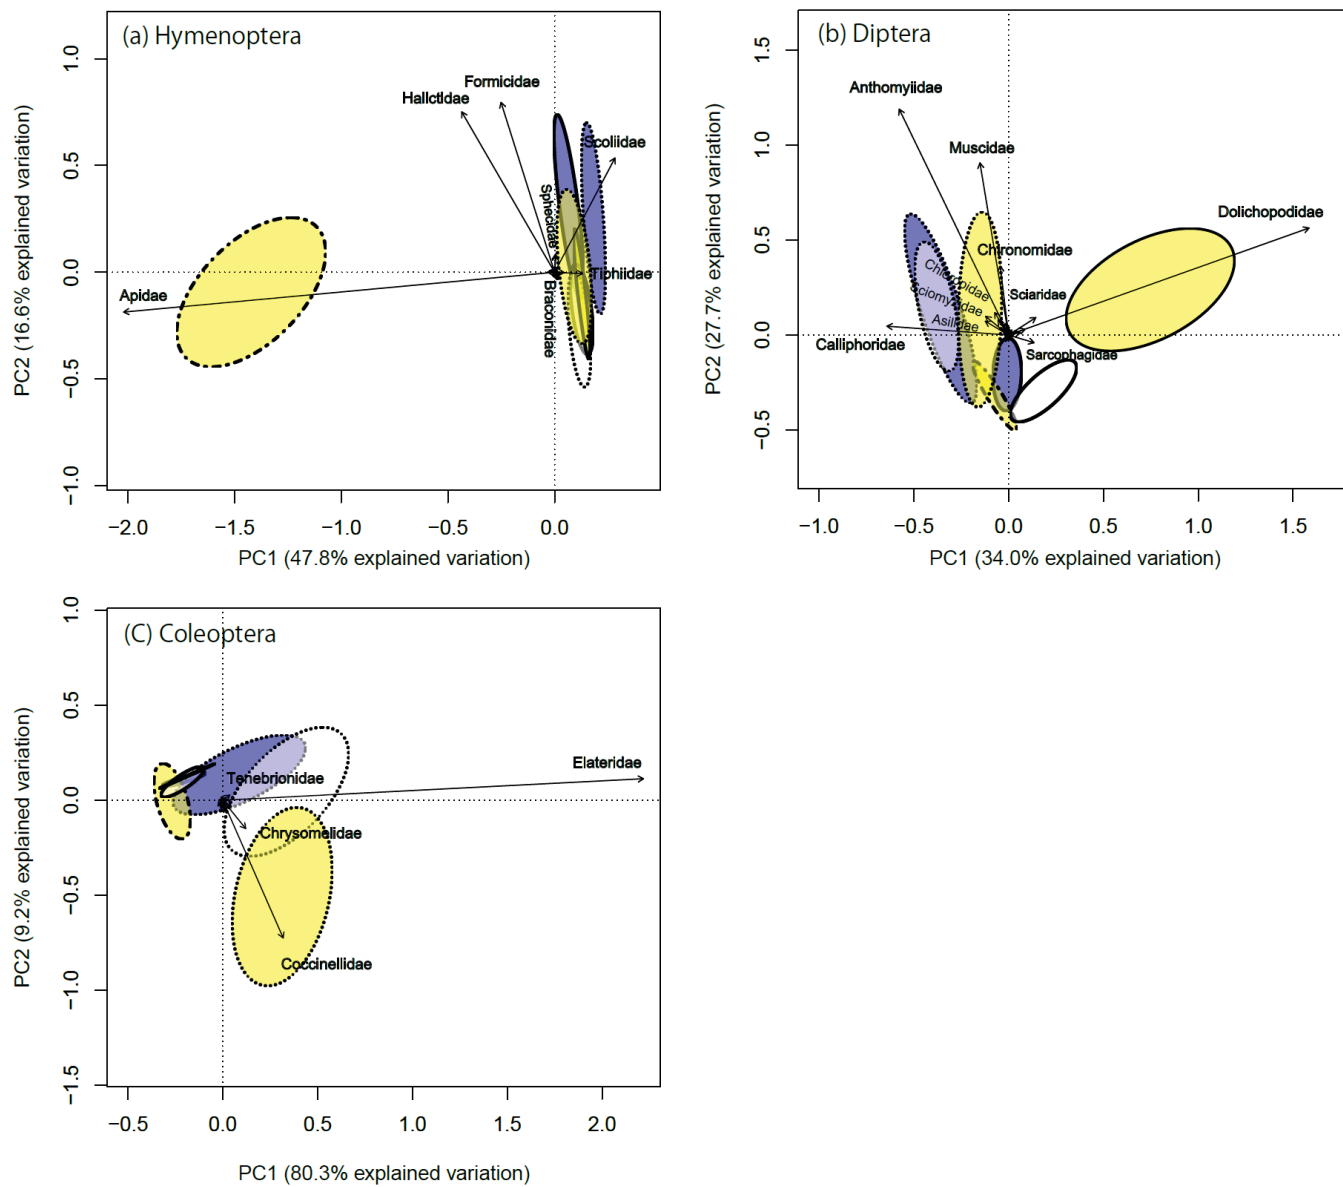 (a) Hymenoptera
1.0
0.5
0.0
−0.5
−1.0
PC2 (16.6% explained variation)
Formicidae
Halictidae
Scoliidae
Sphecidae
Tiphiidae
Braconidae
Apidae
−2.0 −1.5 −1.0 −0.5 0.0
PC1 (47.8% explained variation)
(b) Diptera
1.5
1.0
0.5
0.0
−0.5
PC2 (27.7% explained variation)
Anthomyiidae
Muscidae
Dolichopodidae
Chironomidae
Chloropidae
Sciomyzidae
Sciaridae
Asilidae
Calliphoridae
Sarcophagidae
−1.0 −0.5 0.0 0.5 1.0 1.5
PC1 (34.0% explained variation)
(C) Coleoptera
1.0
0.5
0.0
−0.5
−1.0
−1.5
PC2 (9.2% explained variation)
Elateridae
Tenebrionidae
Chrysomelidae
Coccinellidae
−0.5 0.0 0.5 1.0 1.5 2.0
PC1 (80.3% explained variation)